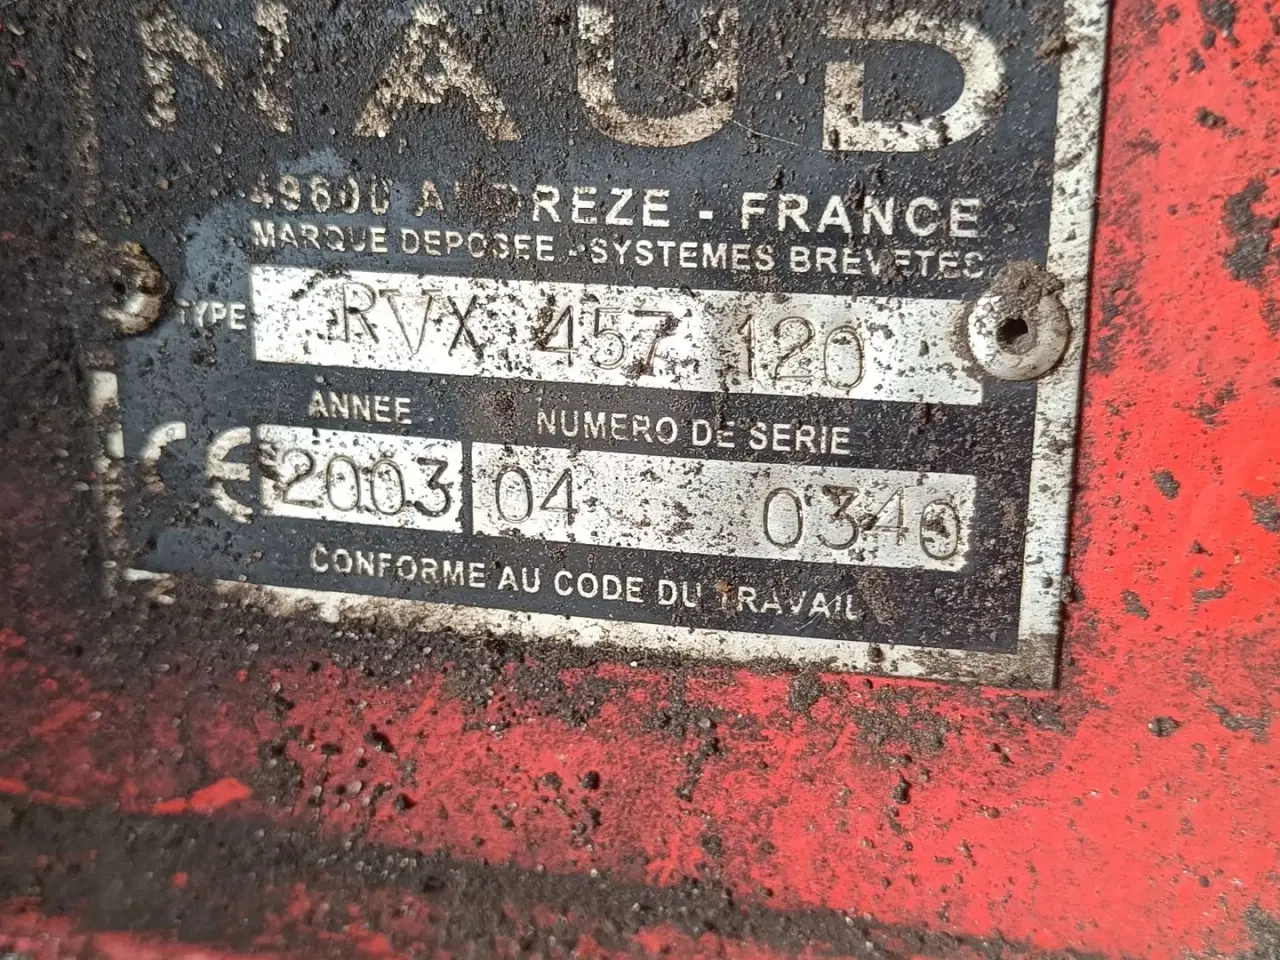 NAUD
49600 ANDREZE - FRANCE
MARQUE DEPOSEE - SYSTEMES BREVETES
TYPE RVX 457 120
ANNEE NUMERO DE SERIE
CE 2003 04 0340
CONFORME AU CODE DU TRAVAIL